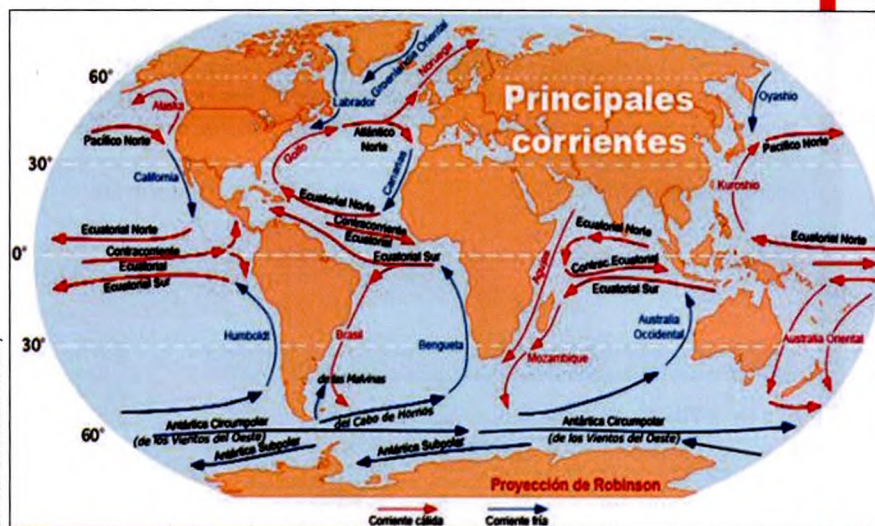 Principales
corrientes
60°
30°
0°
30°
60°
Alaska
Pacífico Norte
California
Ecuatorial Norte
Contracorriente
Ecuatorial
Ecuatorial Sur
Humboldt
Labrador
Groenlandia Oriental
Noruega
Golfo
Atlántico
Norte
Canarias
Ecuatorial Norte
Contracorriente
Ecuatorial
Ecuatorial Sur
Brasil
Bengueta
de las Malvinas
del Cabo de Hornos
Agujas
Mozambique
Ecuatorial Norte
Contrac. Ecuatorial
Ecuatorial Sur
Australia
Occidental
Oyashio
Pacífico Norte
Kuroshio
Ecuatorial Norte
Australia Oriental
Antártica Circumpolar
(de los Vientos del Oeste)
Antártica Subpolar
Antártica Subpolar
Antártica Circumpolar
(de los Vientos del Oeste)
Proyección de Robinson
Corriente cálida
Corriente fría